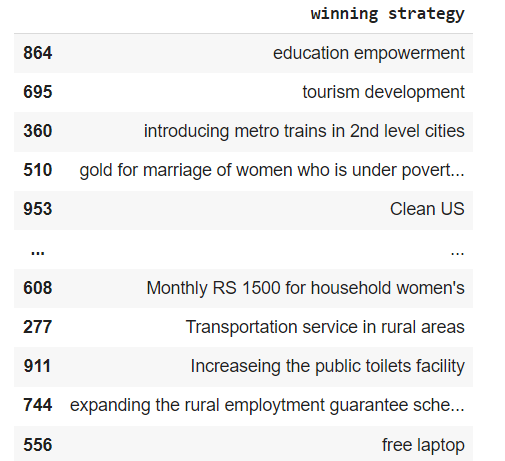 winning strategy
864 education empowerment
695 tourism development
360 introducing metro trains in 2nd level cities
510 gold for marriage of women who is under povert...
953 Clean US
... ...
608 Monthly RS 1500 for household women's
277 Transportation service in rural areas
911 Increaseing the public toilets facility
744 expanding the rural employtment guarantee sche...
556 free laptop